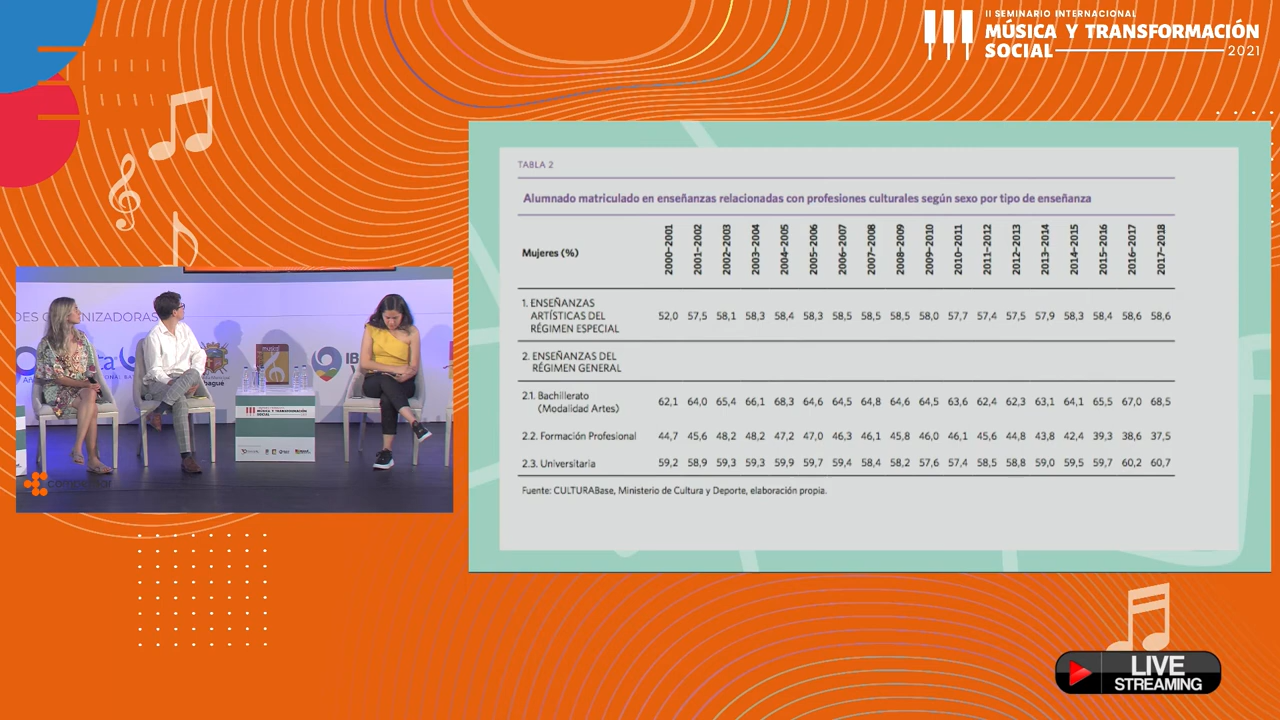 II SEMINARIO INTERNACIONAL
MÚSICA Y TRANSFORMACIÓN
SOCIAL
2021
TABLA 2
Alumnado matriculado en enseñanzas relacionadas con profesiones culturales según sexo por tipo de enseñanza
Mujeres (%) 2000-2001 2001-2002 2002-2003 2003-2004 2004-2005 2005-2006 2006-2007 2007-2008 2008-2009 2009-2010 2010-2011 2011-2012 2012-2013 2013-2014 2014-2015 2015-2016 2016-2017 2017-2018
1. ENSEÑANZAS
ARTÍSTICAS DEL 52,0 57,5 58,1 58,3 58,4 58,3 58,5 58,5 58,5 58,0 57,7 57,4 57,5 57,9 58,3 58,4 58,6 58,6
RÉGIMEN ESPECIAL
2. ENSEÑANZAS DEL
RÉGIMEN GENERAL
2.1. Bachillerato 62,1 64,0 65,4 66,1 68,3 64,6 64,5 64,8 64,6 64,5 63,6 62,4 62,3 63,1 64,1 65,5 67,0 68,5
(Modalidad Artes)
2.2. Formación Profesional 44,7 45,6 48,2 48,2 47,2 47,0 46,3 46,1 45,8 46,0 46,1 45,6 44,8 43,8 42,4 39,3 38,6 37,5
2.3. Universitaria 59,2 58,9 59,3 59,3 59,9 59,7 59,4 58,4 58,2 57,6 57,4 58,5 58,8 59,0 59,5 59,7 60,2 60,7
Fuente: CULTURABase, Ministerio de Cultura y Deporte, elaboración propia.
DES ORGANIZADORAS
IB
MÚSICA Y TRANSFORMACIÓN
SOCIAL
LIVE
STREAMING